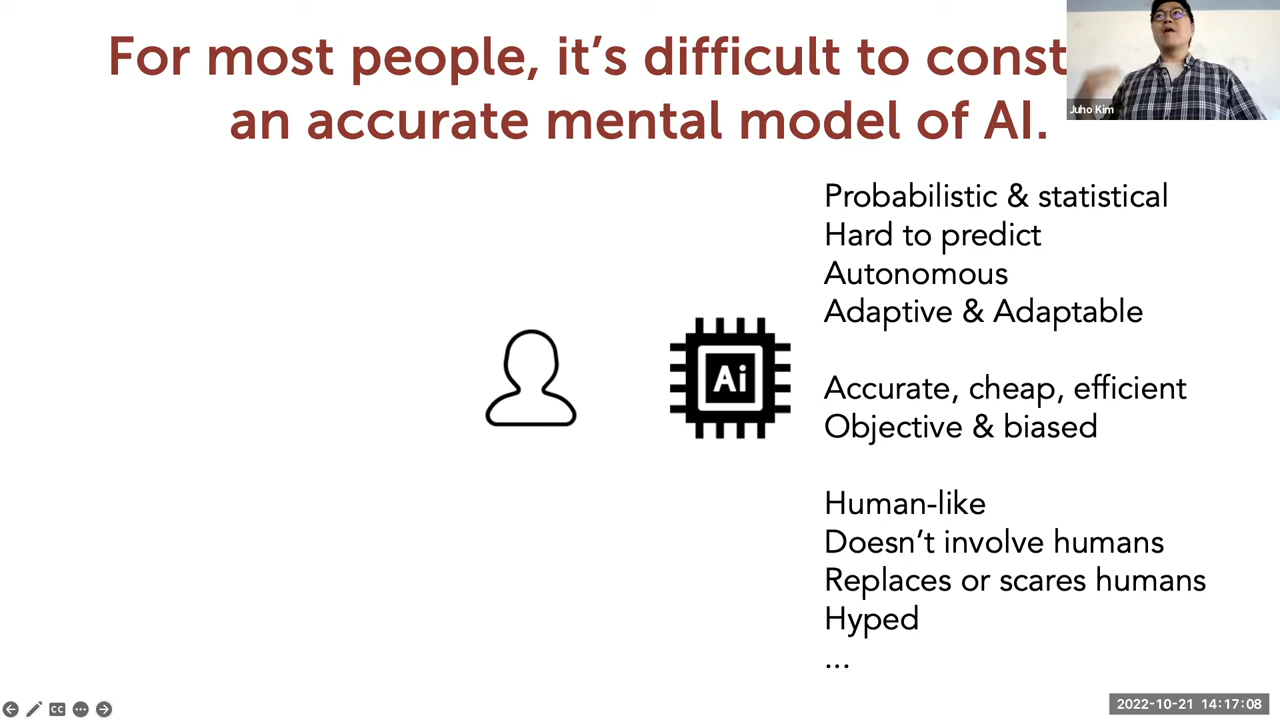 For most people, it's difficult to const
an accurate mental model of AI.
Juho Kim
Probabilistic & statistical
Hard to predict
Autonomous
Adaptive & Adaptable
Ai
Accurate, cheap, efficient
Objective & biased
Human-like
Doesn't involve humans
Replaces or scares humans
Hyped
...
CC
2022-10-21 14:17:08